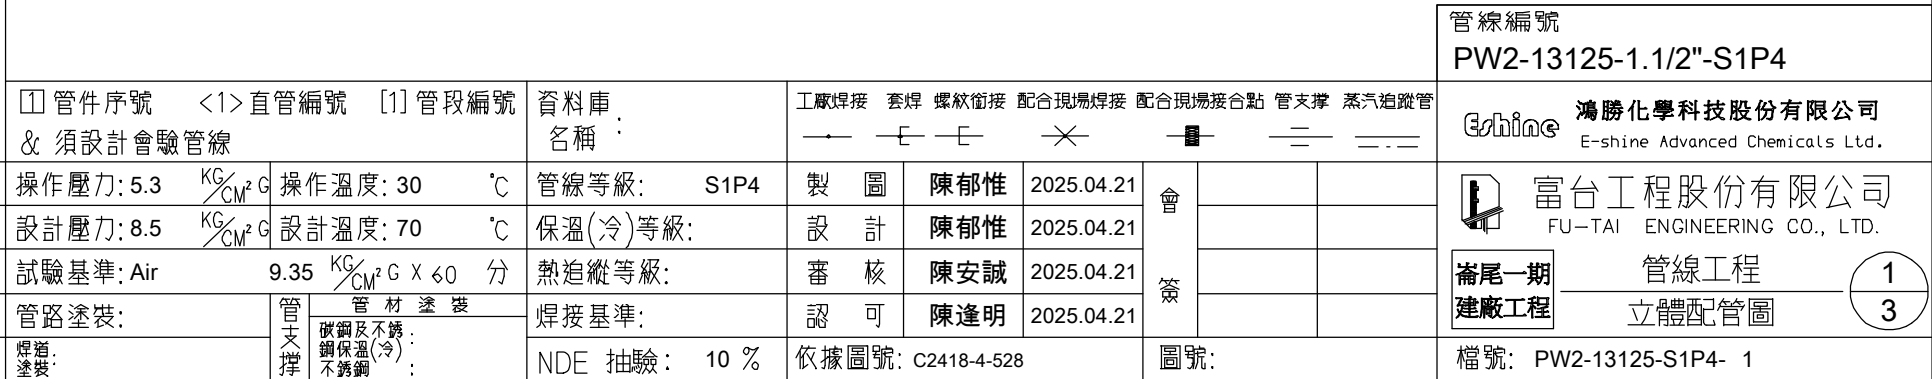 管線編號
PW2-13125-1.1/2"-S1P4
1 管件序號 <1>直管編號 [1]管段編號
& 須設計會驗管線
資料庫
名稱 :
工廠焊接 套焊 螺紋銜接 配合現場焊接 配合現場接合點 管支撐 蒸汽追蹤管
Eshine 鴻勝化學科技股份有限公司
E-shine Advanced Chemicals Ltd.
操作壓力: 5.3 KG/CM² G 操作溫度: 30 °C 管線等級: S1P4 製圖 陳郁惟 2025.04.21
設計壓力: 8.5 KG/CM² G 設計溫度: 70 °C 保溫(冷)等級: 設計 陳郁惟 2025.04.21
試驗基準: Air 9.35 KG/CM² G X 60 分 熱追縱等級: 審核 陳安誠 2025.04.21
管路塗裝: 管支撐 管材塗裝 焊接基準: 認可 陳逢明 2025.04.21
會簽
富台工程股份有限公司
FU-TAI ENGINEERING CO., LTD.
崙尾一期
建廠工程
管線工程
立體配管圖
1
3
焊道:
塗裝
碳鋼及不銹 :
鋼保溫(冷)
不銹鋼 :
NDE 抽驗: 10 % 依據圖號: C2418-4-528 圖號: 檔號: PW2-13125-S1P4- 1